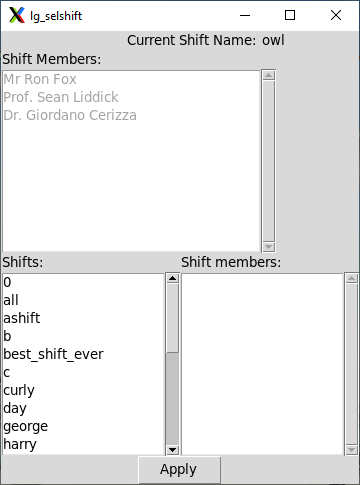 lg_selshift
Current Shift Name: owl
Shift Members:
Mr Ron Fox
Prof. Sean Liddick
Dr. Giordano Cerizza
Shifts:
Shift members:
0
all
ashift
b
best_shift_ever
c
curly
day
george
harry
Apply